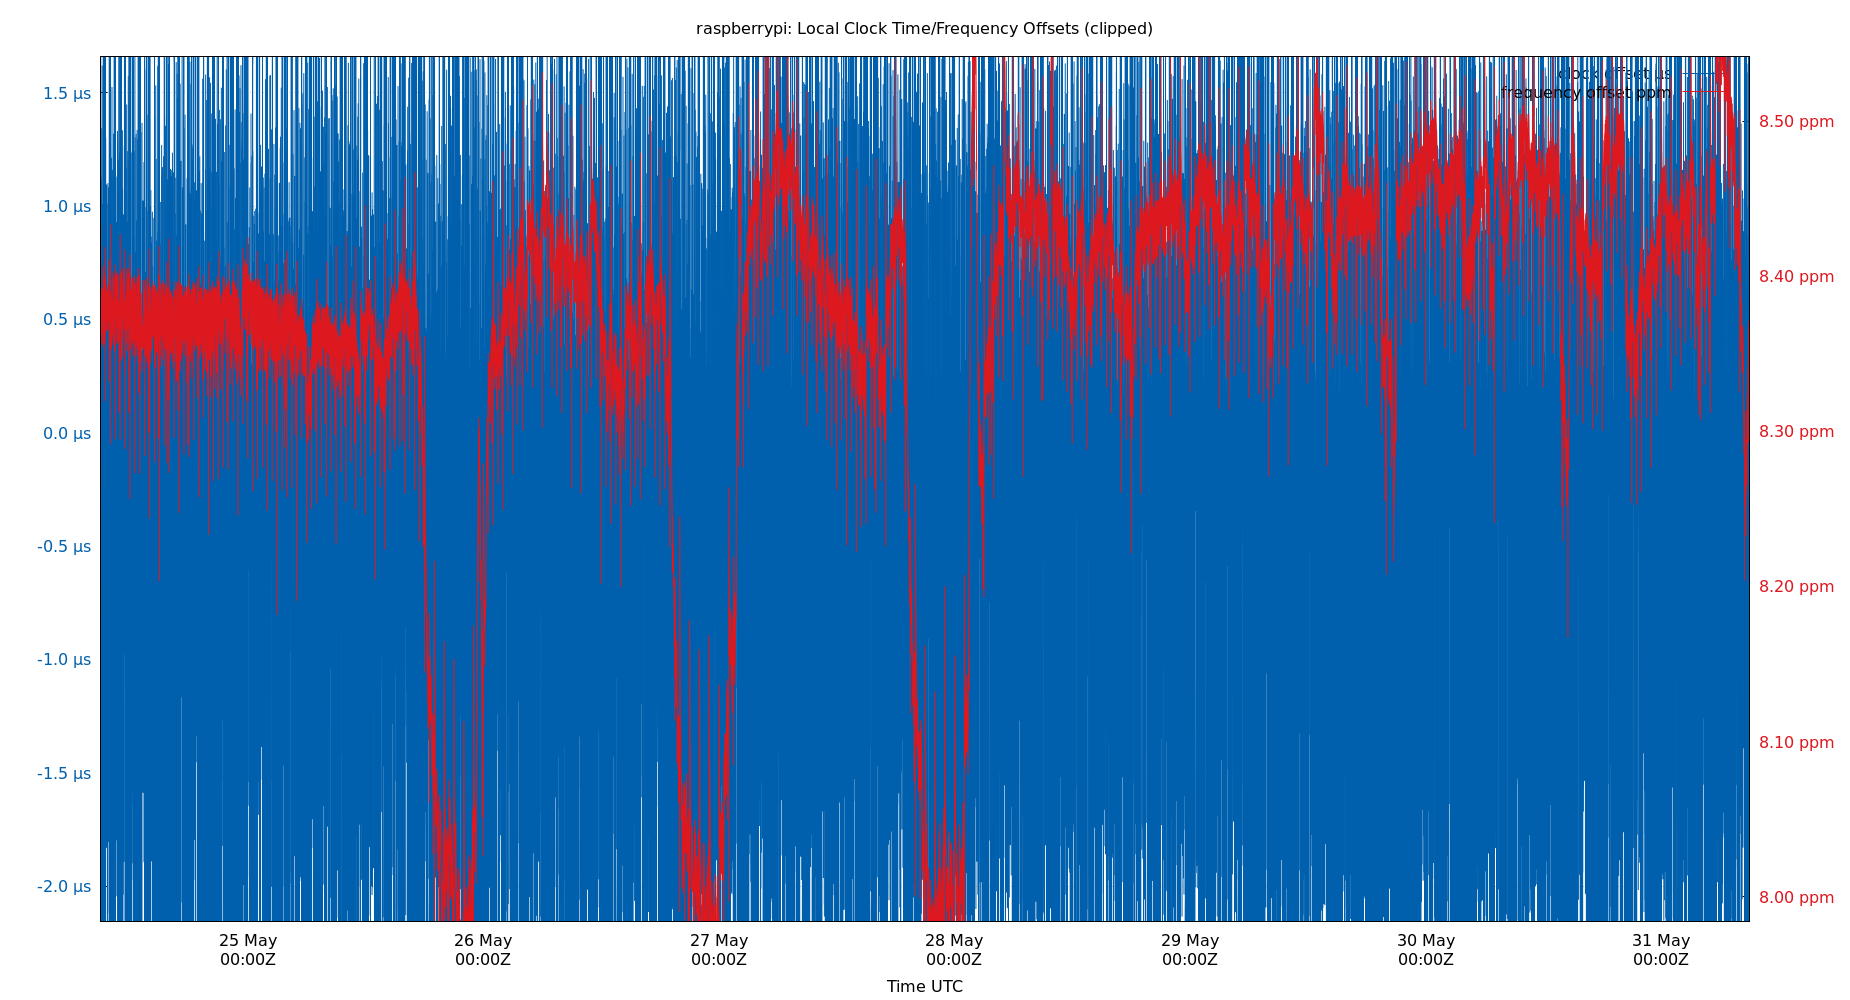 raspberrypi: Local Clock Time/Frequency Offsets (clipped)
clock offset µs
frequency offset ppm
1.5 µs
1.0 µs
0.5 µs
0.0 µs
-0.5 µs
-1.0 µs
-1.5 µs
-2.0 µs
8.50 ppm
8.40 ppm
8.30 ppm
8.20 ppm
8.10 ppm
8.00 ppm
25 May 26 May 27 May 28 May 29 May 30 May 31 May
00:00Z 00:00Z 00:00Z 00:00Z 00:00Z 00:00Z 00:00Z
Time UTC